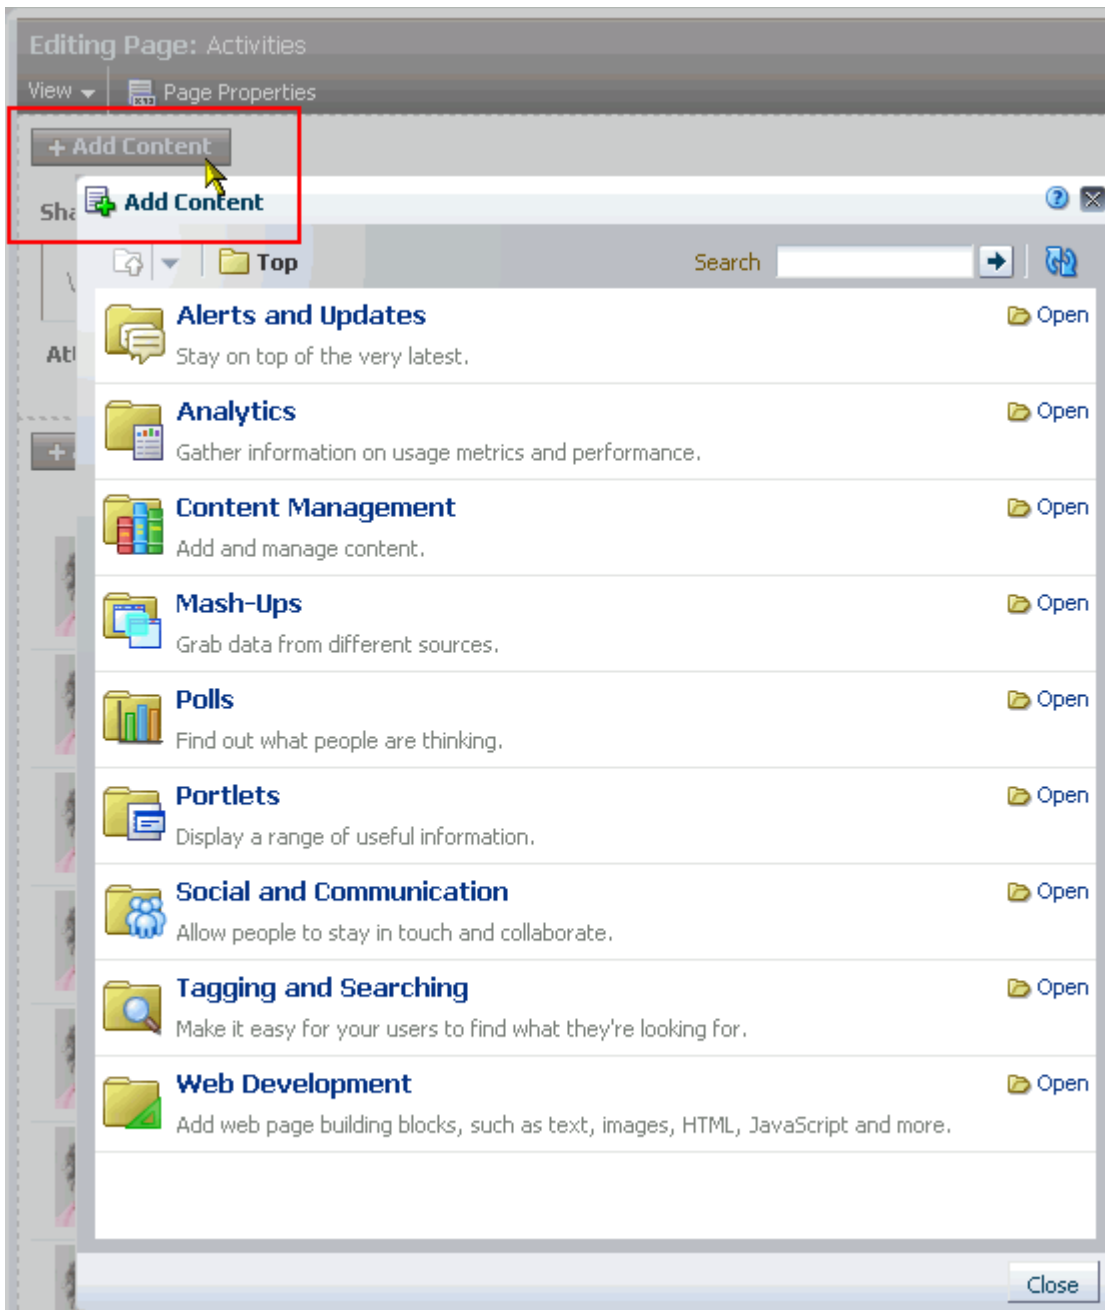 Editing Page: Activities
View Page Properties
+ Add Content
Add Content
Top Search
Alerts and Updates Open
Stay on top of the very latest.
Analytics Open
Gather information on usage metrics and performance.
Content Management Open
Add and manage content.
Mash-Ups Open
Grab data from different sources.
Polls Open
Find out what people are thinking.
Portlets Open
Display a range of useful information.
Social and Communication Open
Allow people to stay in touch and collaborate.
Tagging and Searching Open
Make it easy for your users to find what they're looking for.
Web Development Open
Add web page building blocks, such as text, images, HTML, JavaScript and more.
Close